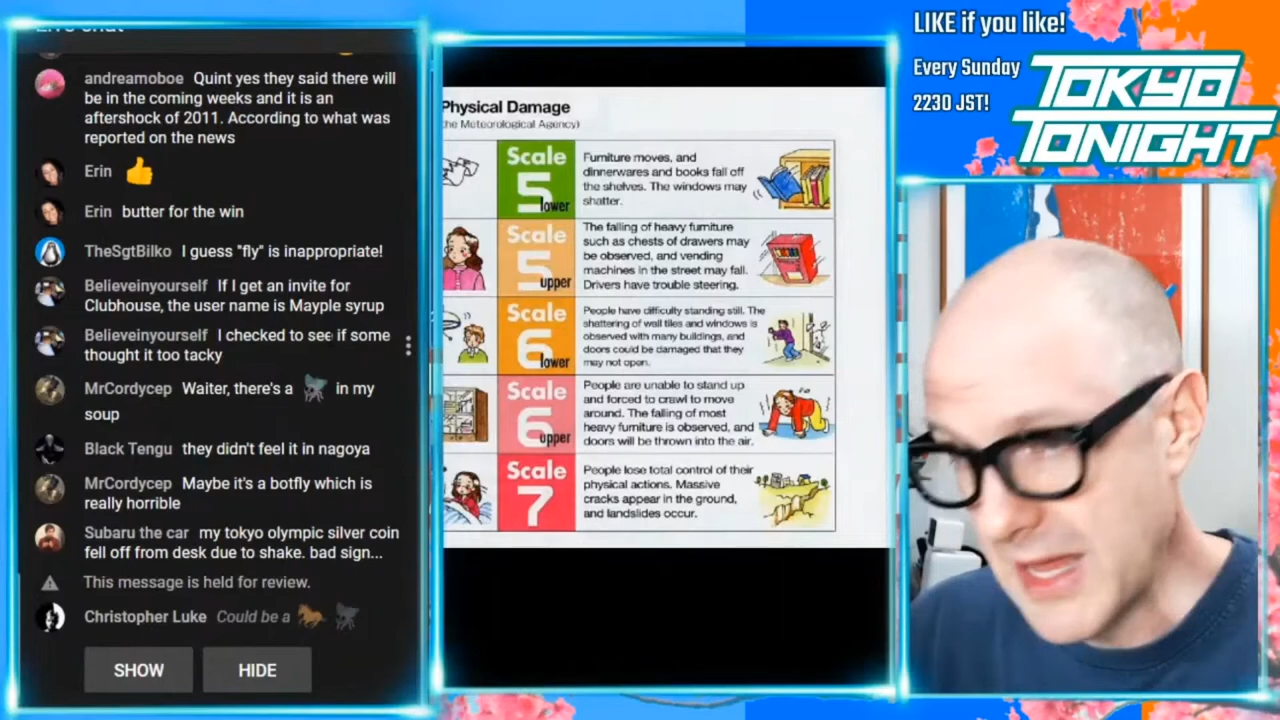 andreamoboe Quint yes they said there will
be in the coming weeks and it is an
aftershock of 2011. According to what was
reported on the news
Erin
Erin butter for the win
TheSgtBilko I guess "fly" is inappropriate!
Believeinyourself If I get an invite for
Clubhouse, the user name is Mayple syrup
Believeinyourself I checked to see if some
thought it too tacky
MrCordycep Waiter, there's a in my
soup
Black Tengu they didn't feel it in nagoya
MrCordycep Maybe it's a botfly which is
really horrible
Subaru the car my tokyo olympic silver coin
fell off from desk due to shake. bad sign...
This message is held for review.
Christopher Luke Could be a
SHOW HIDE
Physical Damage
the Meteorological Agency)
Scale
5
lower
Furniture moves, and
dinnerwares and books fall off
the shelves. The windows may
shatter.
Scale
5
upper
The falling of heavy furniture
such as chests of drawers may
be observed, and vending
machines in the street may fall.
Drivers have trouble steering.
Scale
6
lower
People have difficulty standing still. The
shattering of wall tiles and windows is
observed with many buildings, and
doors could be damaged that they
may not open.
Scale
6
upper
People are unable to stand up
and forced to crawl to move
around. The falling of most
heavy furniture is observed, and
doors will be thrown into the air.
Scale
7
People lose total control of their
physical actions. Massive
cracks appear in the ground,
and landslides occur.
LIKE if you like!
Every Sunday
2230 JST!
TOKYO
TONIGHT